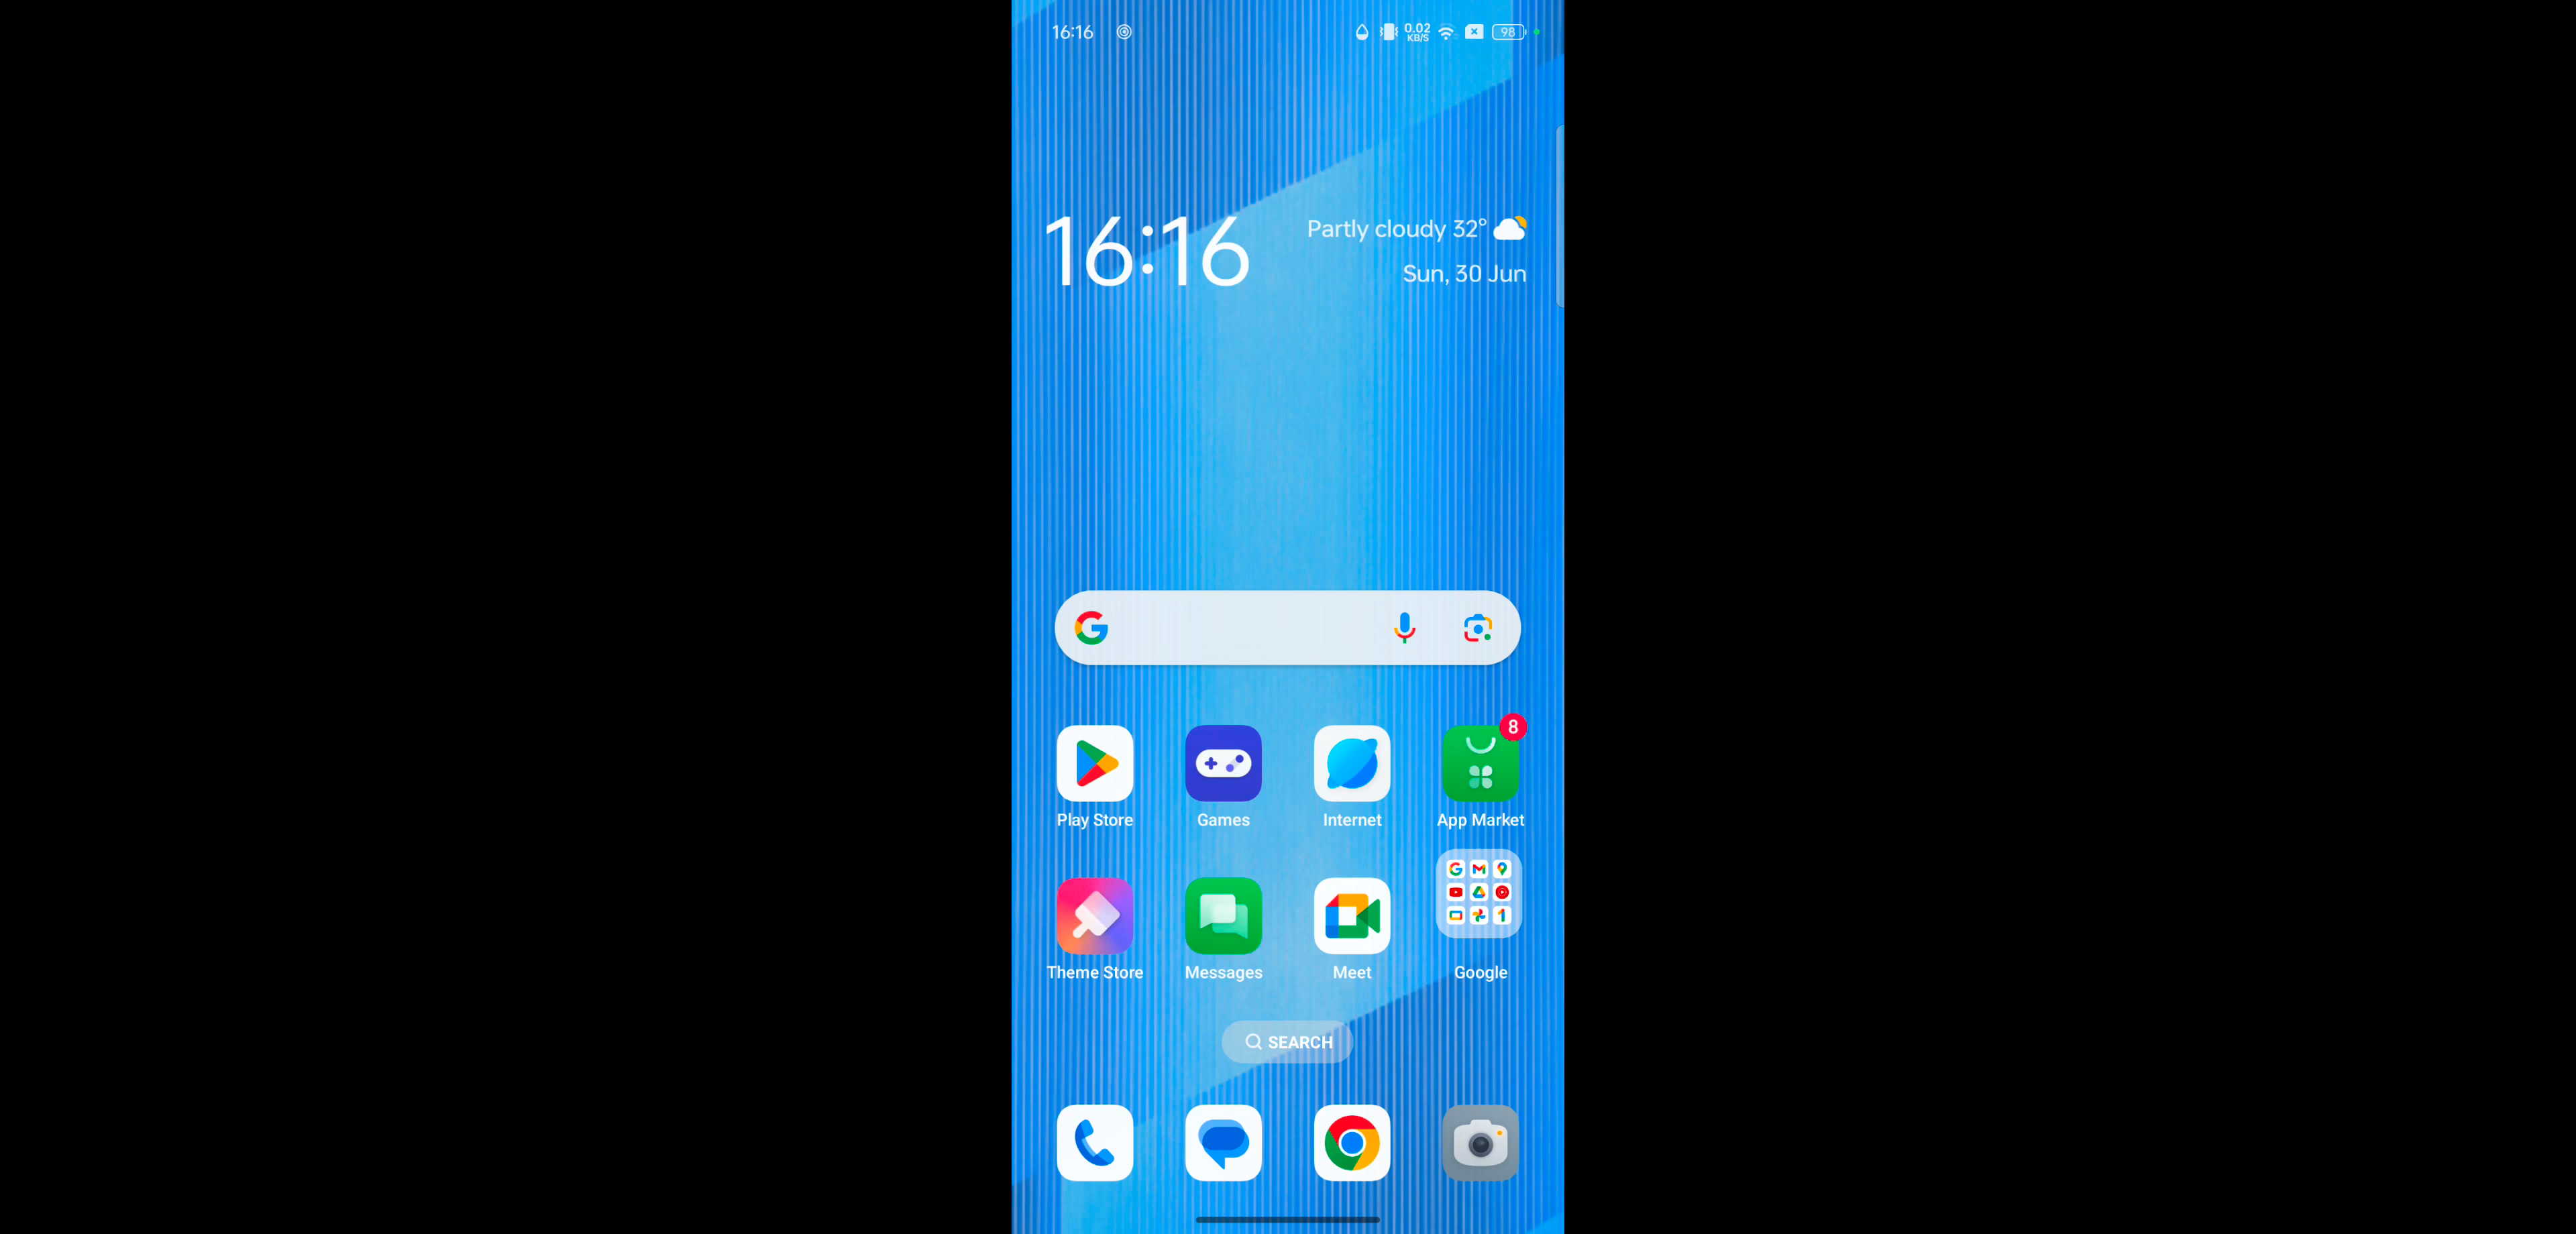 16:16 0.02 KB/S 98
16:16
Partly cloudy 32°
Sun, 30 Jun
8
Play Store Games Internet App Market
Theme Store Messages Meet Google
SEARCH